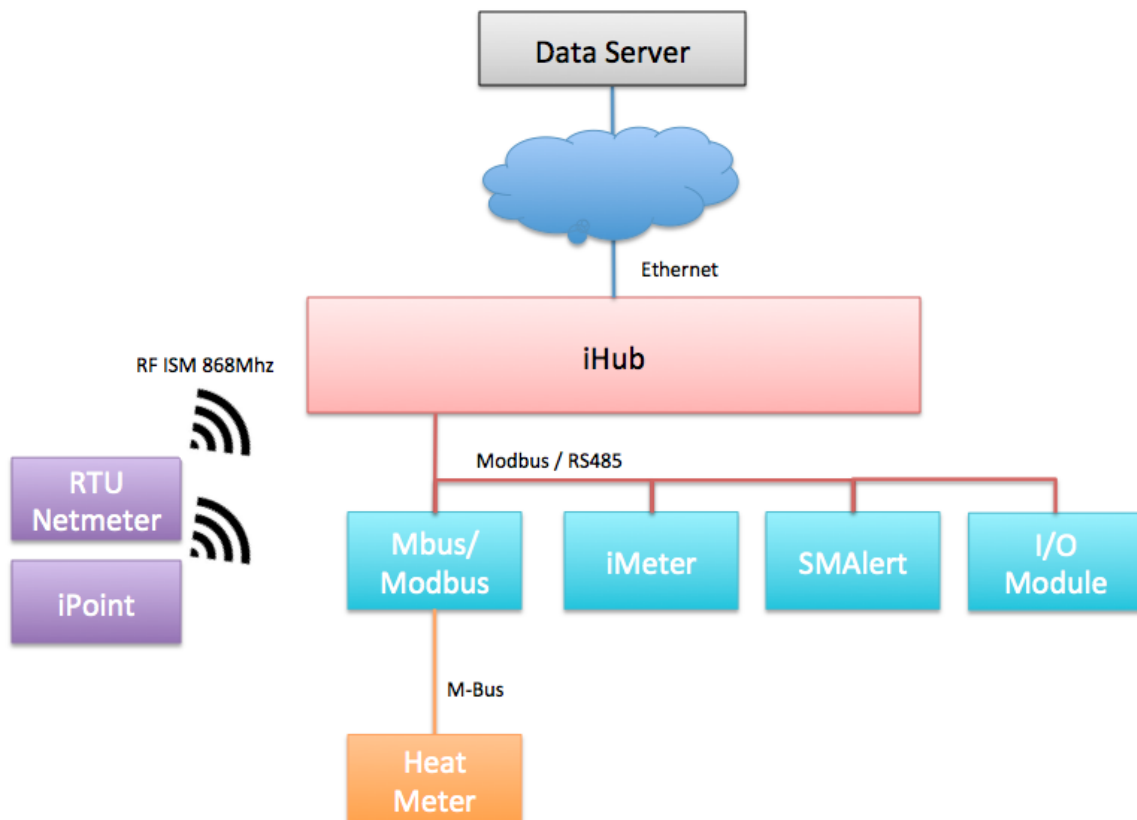 Data Server
Ethernet
iHub
RF ISM 868Mhz
Modbus / RS485
RTU
Netmeter
iPoint
Mbus/
Modbus
iMeter
SMAlert
I/O
Module
M-Bus
Heat
Meter